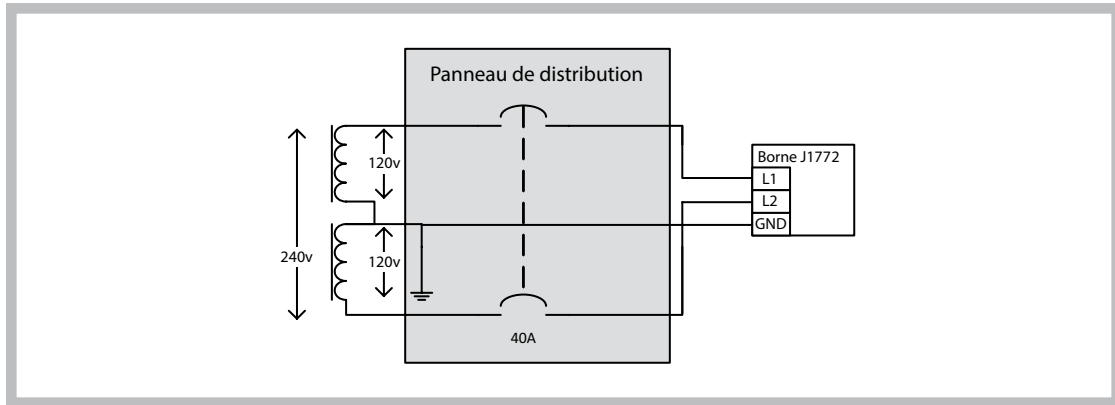 Panneau de distribution
120v
Borne J1772
L1
L2
GND
240v
120v
40A